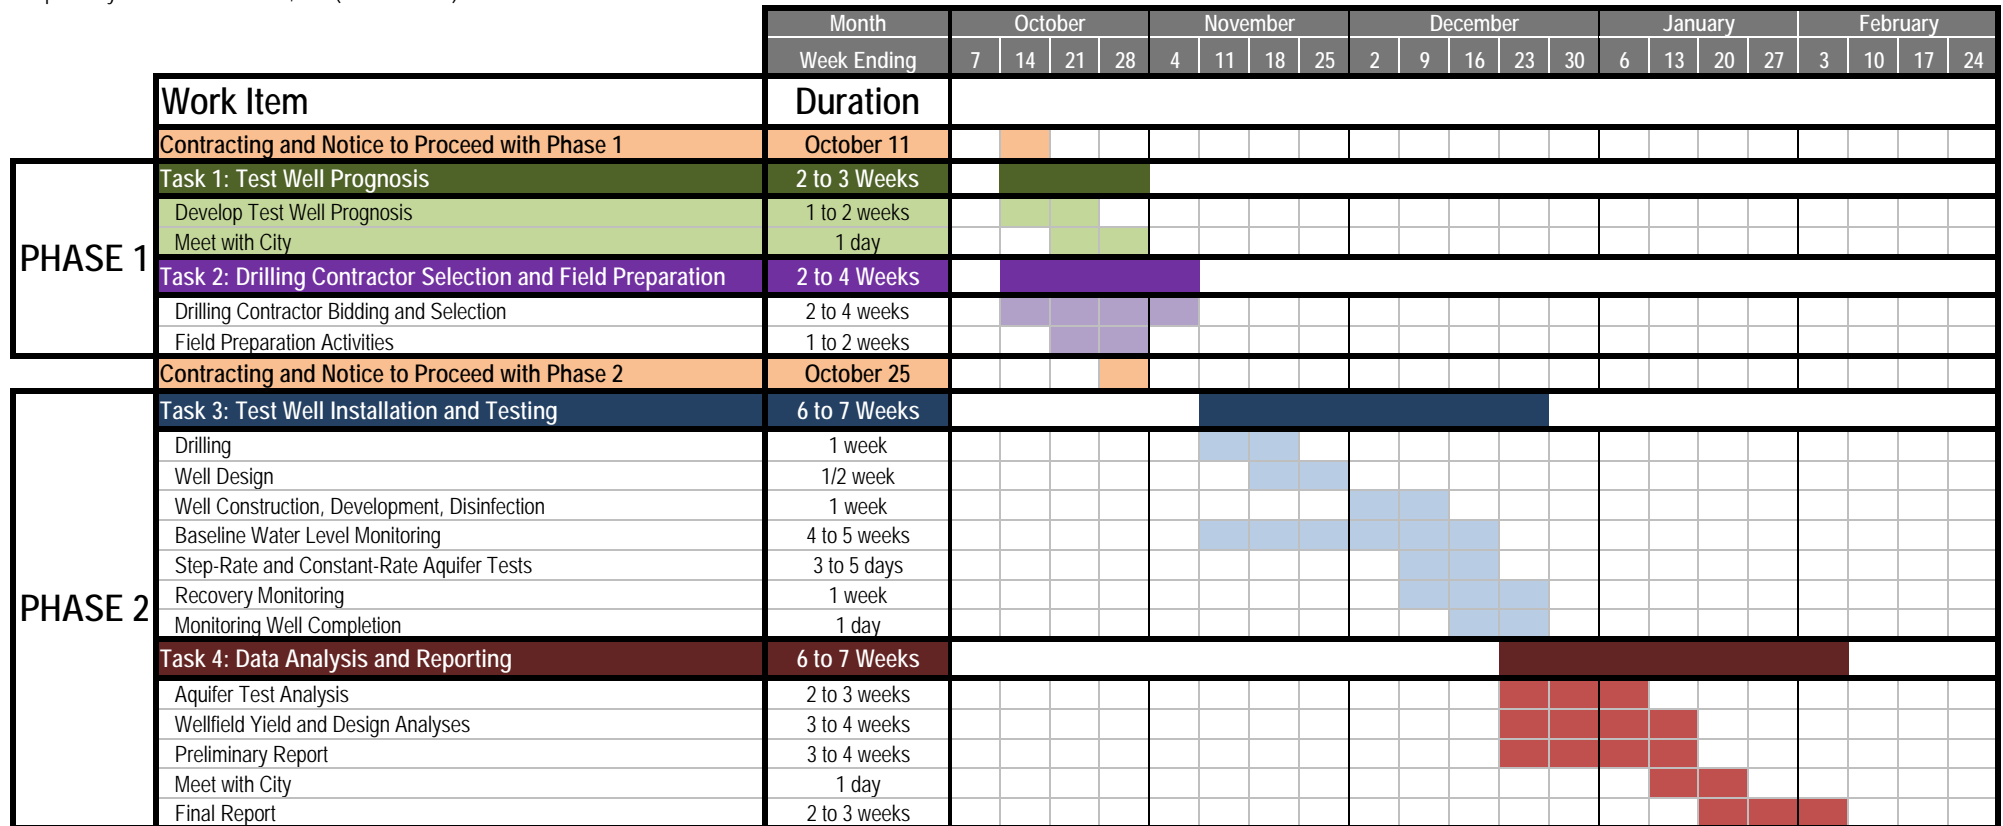 Month October November December January February
Week Ending 7 14 21 28 4 11 18 25 2 9 16 23 30 6 13 20 27 3 10 17 24
Work Item Duration
Contracting and Notice to Proceed with Phase 1 October 11
PHASE 1
Task 1: Test Well Prognosis 2 to 3 Weeks
Develop Test Well Prognosis 1 to 2 weeks
Meet with City 1 day
Task 2: Drilling Contractor Selection and Field Preparation 2 to 4 Weeks
Drilling Contractor Bidding and Selection 2 to 4 weeks
Field Preparation Activities 1 to 2 weeks
Contracting and Notice to Proceed with Phase 2 October 25
PHASE 2
Task 3: Test Well Installation and Testing 6 to 7 Weeks
Drilling 1 week
Well Design 1/2 week
Well Construction, Development, Disinfection 1 week
Baseline Water Level Monitoring 4 to 5 weeks
Step-Rate and Constant-Rate Aquifer Tests 3 to 5 days
Recovery Monitoring 1 week
Monitoring Well Completion 1 day
Task 4: Data Analysis and Reporting 6 to 7 Weeks
Aquifer Test Analysis 2 to 3 weeks
Wellfield Yield and Design Analyses 3 to 4 weeks
Preliminary Report 3 to 4 weeks
Meet with City 1 day
Final Report 2 to 3 weeks